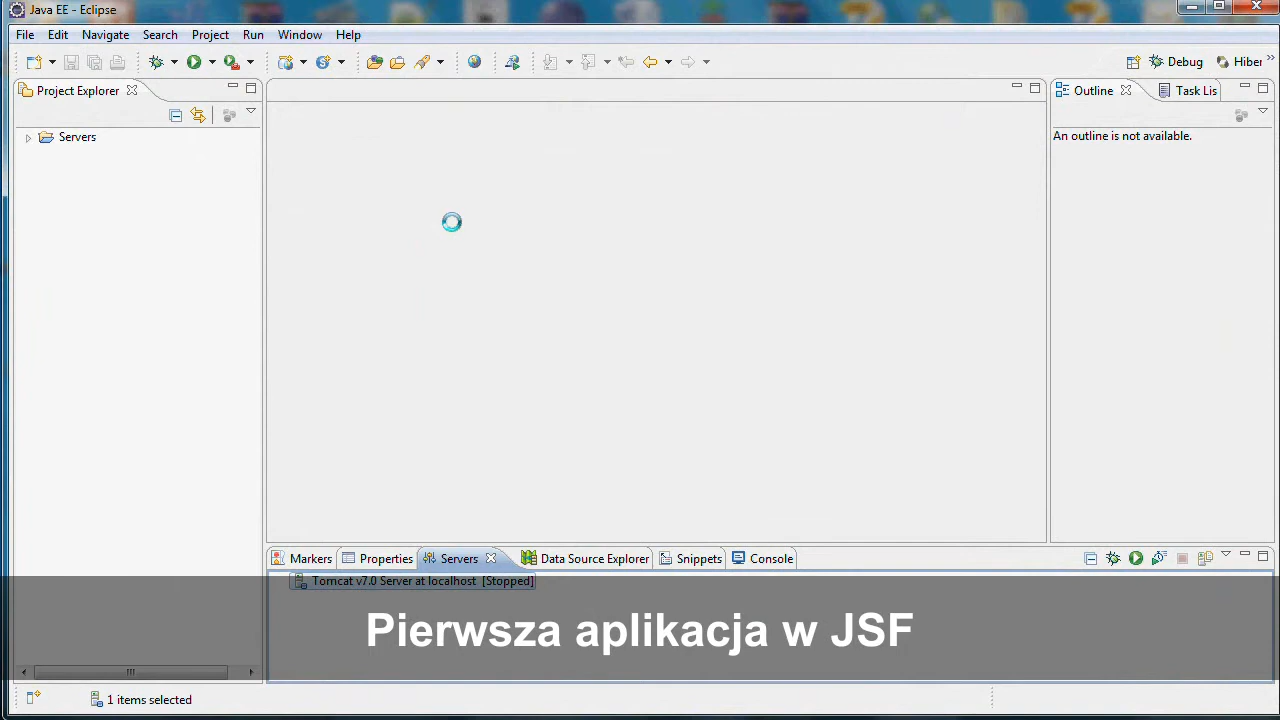 Java EE - Eclipse
File Edit Navigate Search Project Run Window Help
Debug Hiber
Project Explorer
Outline Task Lis
Servers
An outline is not available.
Markers Properties Servers Data Source Explorer Snippets Console
Tomcat v7.0 Server at localhost [Stopped]
Pierwsza aplikacja w JSF
1 items selected